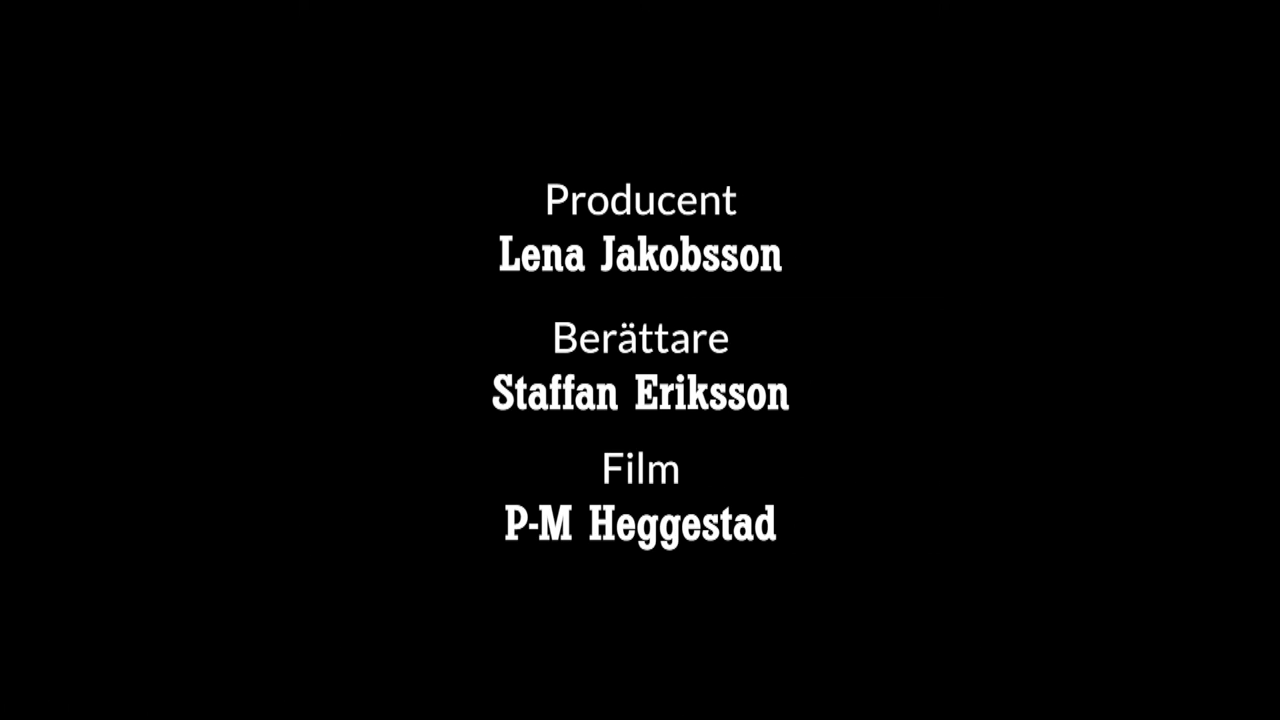 Producent
Lena Jakobsson
Berättare
Staffan Eriksson
Film
P-M Heggestad